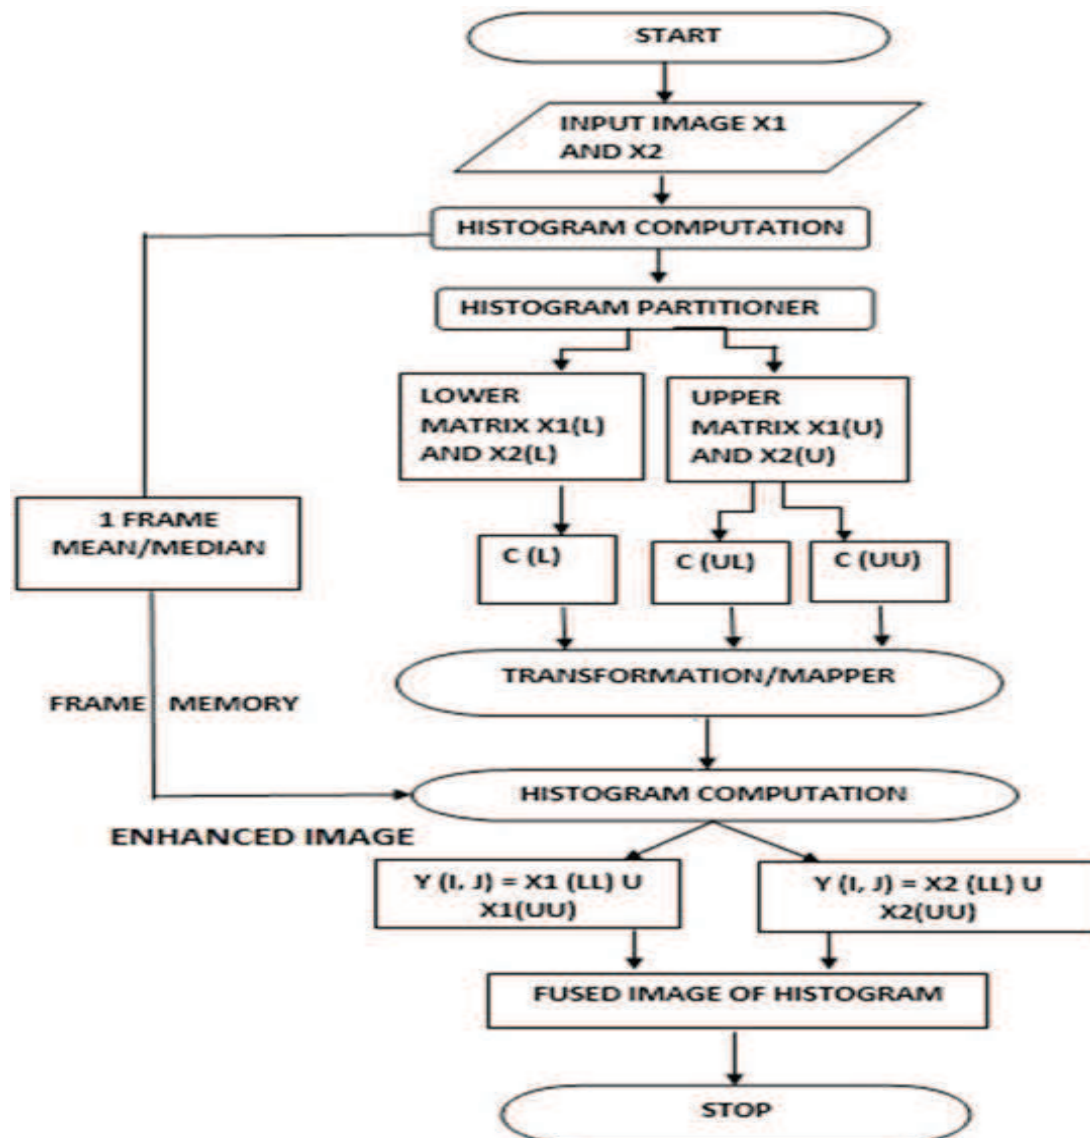 START
INPUT IMAGE X1
AND X2
HISTOGRAM COMPUTATION
HISTOGRAM PARTITIONER
LOWER
MATRIX X1(L)
AND X2(L)
UPPER
MATRIX X1(U)
AND X2(U)
1 FRAME
MEAN/MEDIAN
C (L)
C (UL)
C (UU)
TRANSFORMATION/MAPPER
FRAME MEMORY
HISTOGRAM COMPUTATION
ENHANCED IMAGE
Y (I, J) = X1 (LL) U
X1(UU)
Y (I, J) = X2 (LL) U
X2(UU)
FUSED IMAGE OF HISTOGRAM
STOP